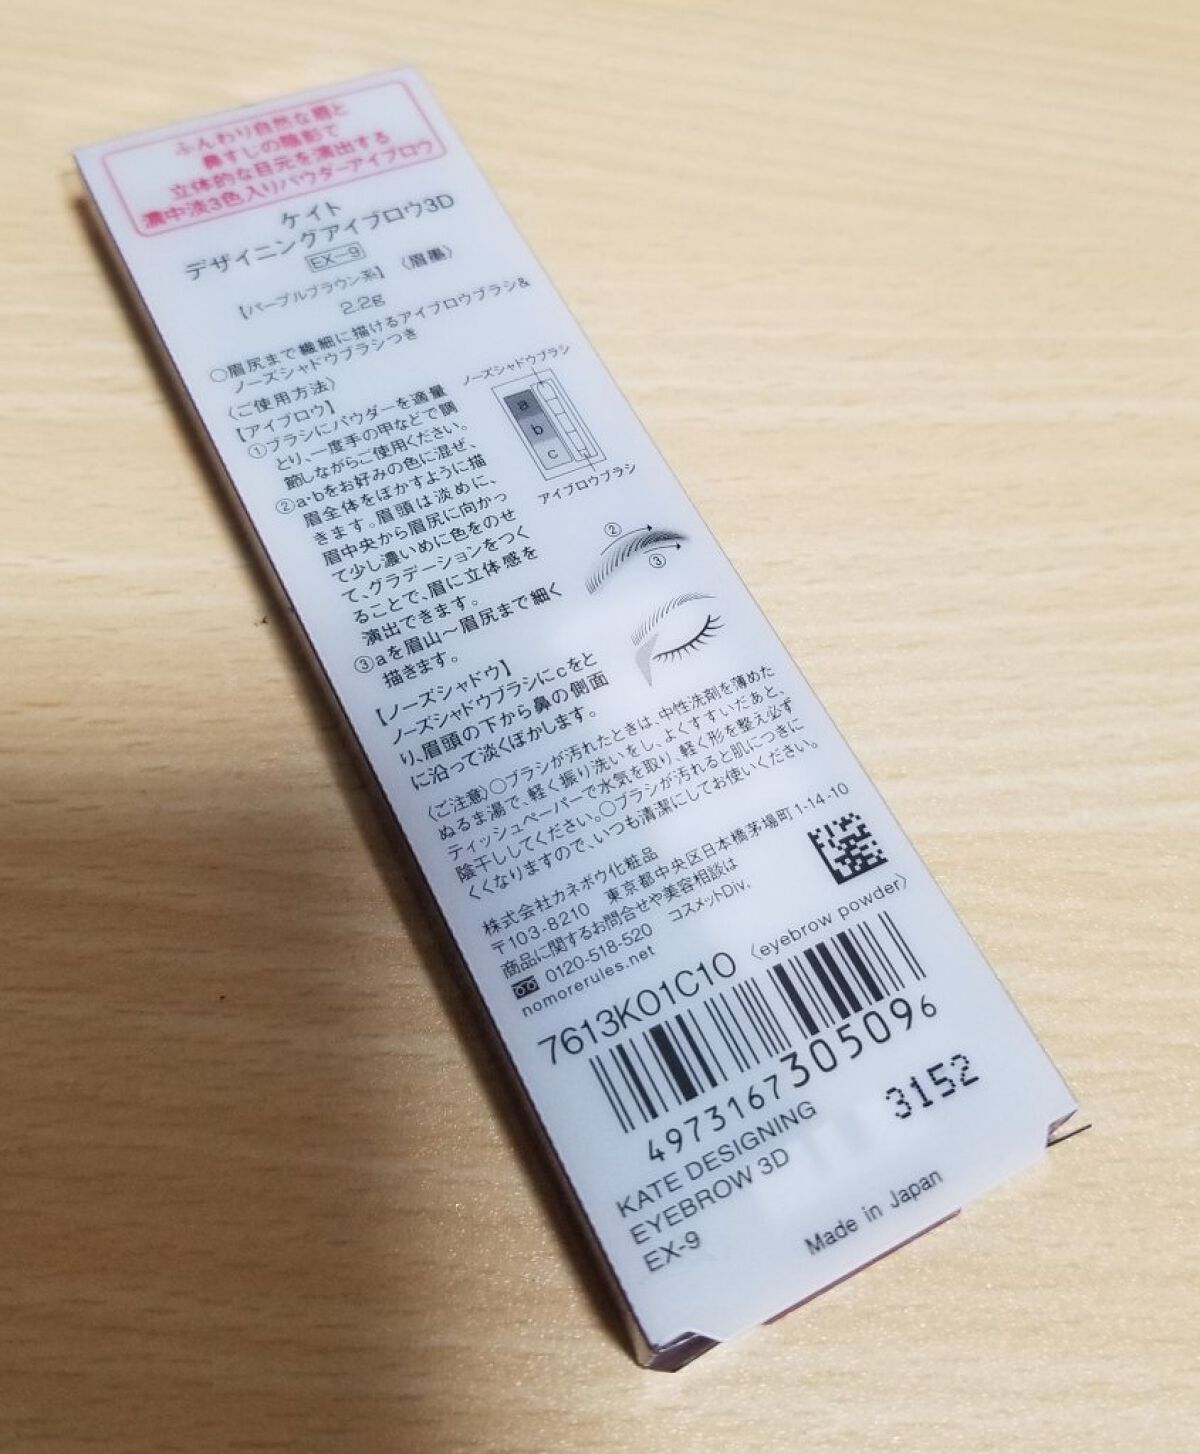 ふんわり自然な眉と
鼻すじの陰影で
立体的な目元を演出する
濃中淡3色入りパウダーアイブロウ
ケイト
デザイニングアイブロウ3D
EX-9
【パープルブラウン系】 〈眉墨〉
2.2g
○眉尻まで繊細に描けるアイブロウブラシ&
ノーズシャドウブラシつき
〈ご使用方法〉
【アイブロウ】
①ブラシにパウダーを適量
とり、一度手の甲などで調
節しながらご使用ください。
②a・bをお好みの色に混ぜ、
眉全体をぼかすように描
きます。眉頭は淡めに、
眉中央から眉尻に向かっ
て少し濃いめに色をのせ
て、グラデーションをつく
ることで、眉に立体感を
演出できます。
③aを眉山～眉尻まで細く
描きます。
ノーズシャドウブラシ
a
b
c
アイブロウブラシ
②
③
【ノーズシャドウ】
ノーズシャドウブラシにcをと
り、眉頭の下から鼻の側面
に沿って淡くぼかします。
〈ご注意〉○ブラシが汚れたときは、中性洗剤を薄めた
ぬるま湯で、軽く振り洗いをし、よくすすいだあと、
ティッシュペーパーで水気を取り、軽く形を整え必ず
陰干ししてください。○ブラシが汚れると肌につきに
くくなりますので、いつも清潔にしてお使いください。
株式会社カネボウ化粧品
〒103-8210 東京都中央区日本橋茅場町1-14-10
商品に関するお問合せや美容相談は
0120-518-520 コスメットDiv.
nomorerules.net
7613K01C10 〈eyebrow powder〉
4973167305096
KATE DESIGNING
EYEBROW 3D
EX-9
3152
Made in Japan